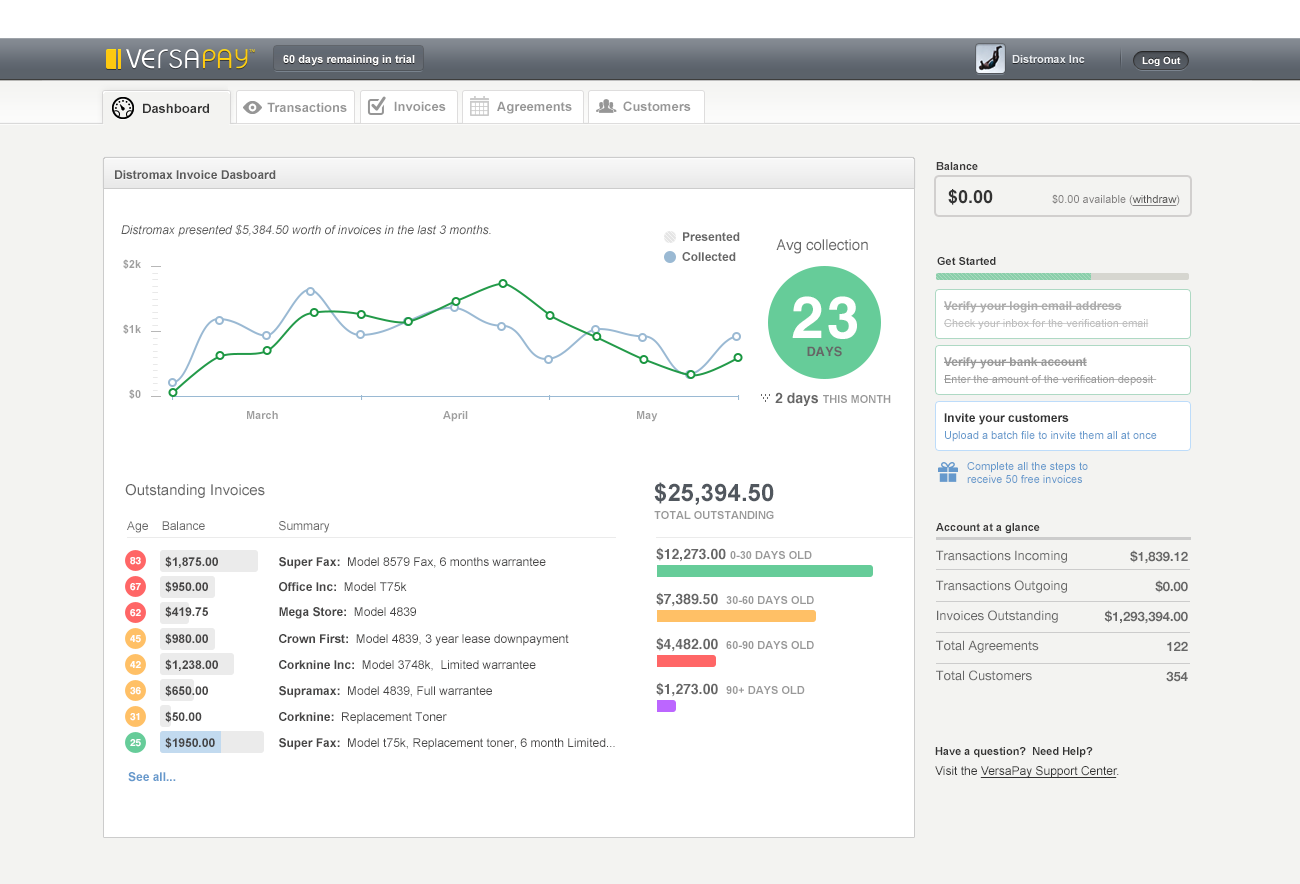 VERSAPAY™ 60 days remaining in trial Distromax Inc Log Out
Dashboard Transactions Invoices Agreements Customers
Distromax Invoice Dasboard
Distromax presented $5,384.50 worth of invoices in the last 3 months.
Presented
Collected
$2k
$1k
$0
March April May
Avg collection
23
DAYS
2 days THIS MONTH
Outstanding Invoices
Age Balance Summary
83 $1,875.00 Super Fax: Model 8579 Fax, 6 months warrantee
67 $950.00 Office Inc: Model T75k
62 $419.75 Mega Store: Model 4839
45 $980.00 Crown First: Model 4839, 3 year lease downpayment
42 $1,238.00 Corknine Inc: Model 3748k, Limited warrantee
36 $650.00 Supramax: Model 4839, Full warrantee
31 $50.00 Corknine: Replacement Toner
25 $1950.00 Super Fax: Model t75k, Replacement toner, 6 month Limited...
See all...
$25,394.50
TOTAL OUTSTANDING
$12,273.00 0-30 DAYS OLD
$7,389.50 30-60 DAYS OLD
$4,482.00 60-90 DAYS OLD
$1,273.00 90+ DAYS OLD
Balance
$0.00 $0.00 available (withdraw)
Get Started
Verify your login email address
Check your inbox for the verification email
Verify your bank account
Enter the amount of the verification deposit
Invite your customers
Upload a batch file to invite them all at once
Complete all the steps to
receive 50 free invoices
Account at a glance
Transactions Incoming $1,839.12
Transactions Outgoing $0.00
Invoices Outstanding $1,293,394.00
Total Agreements 122
Total Customers 354
Have a question? Need Help?
Visit the VersaPay Support Center.